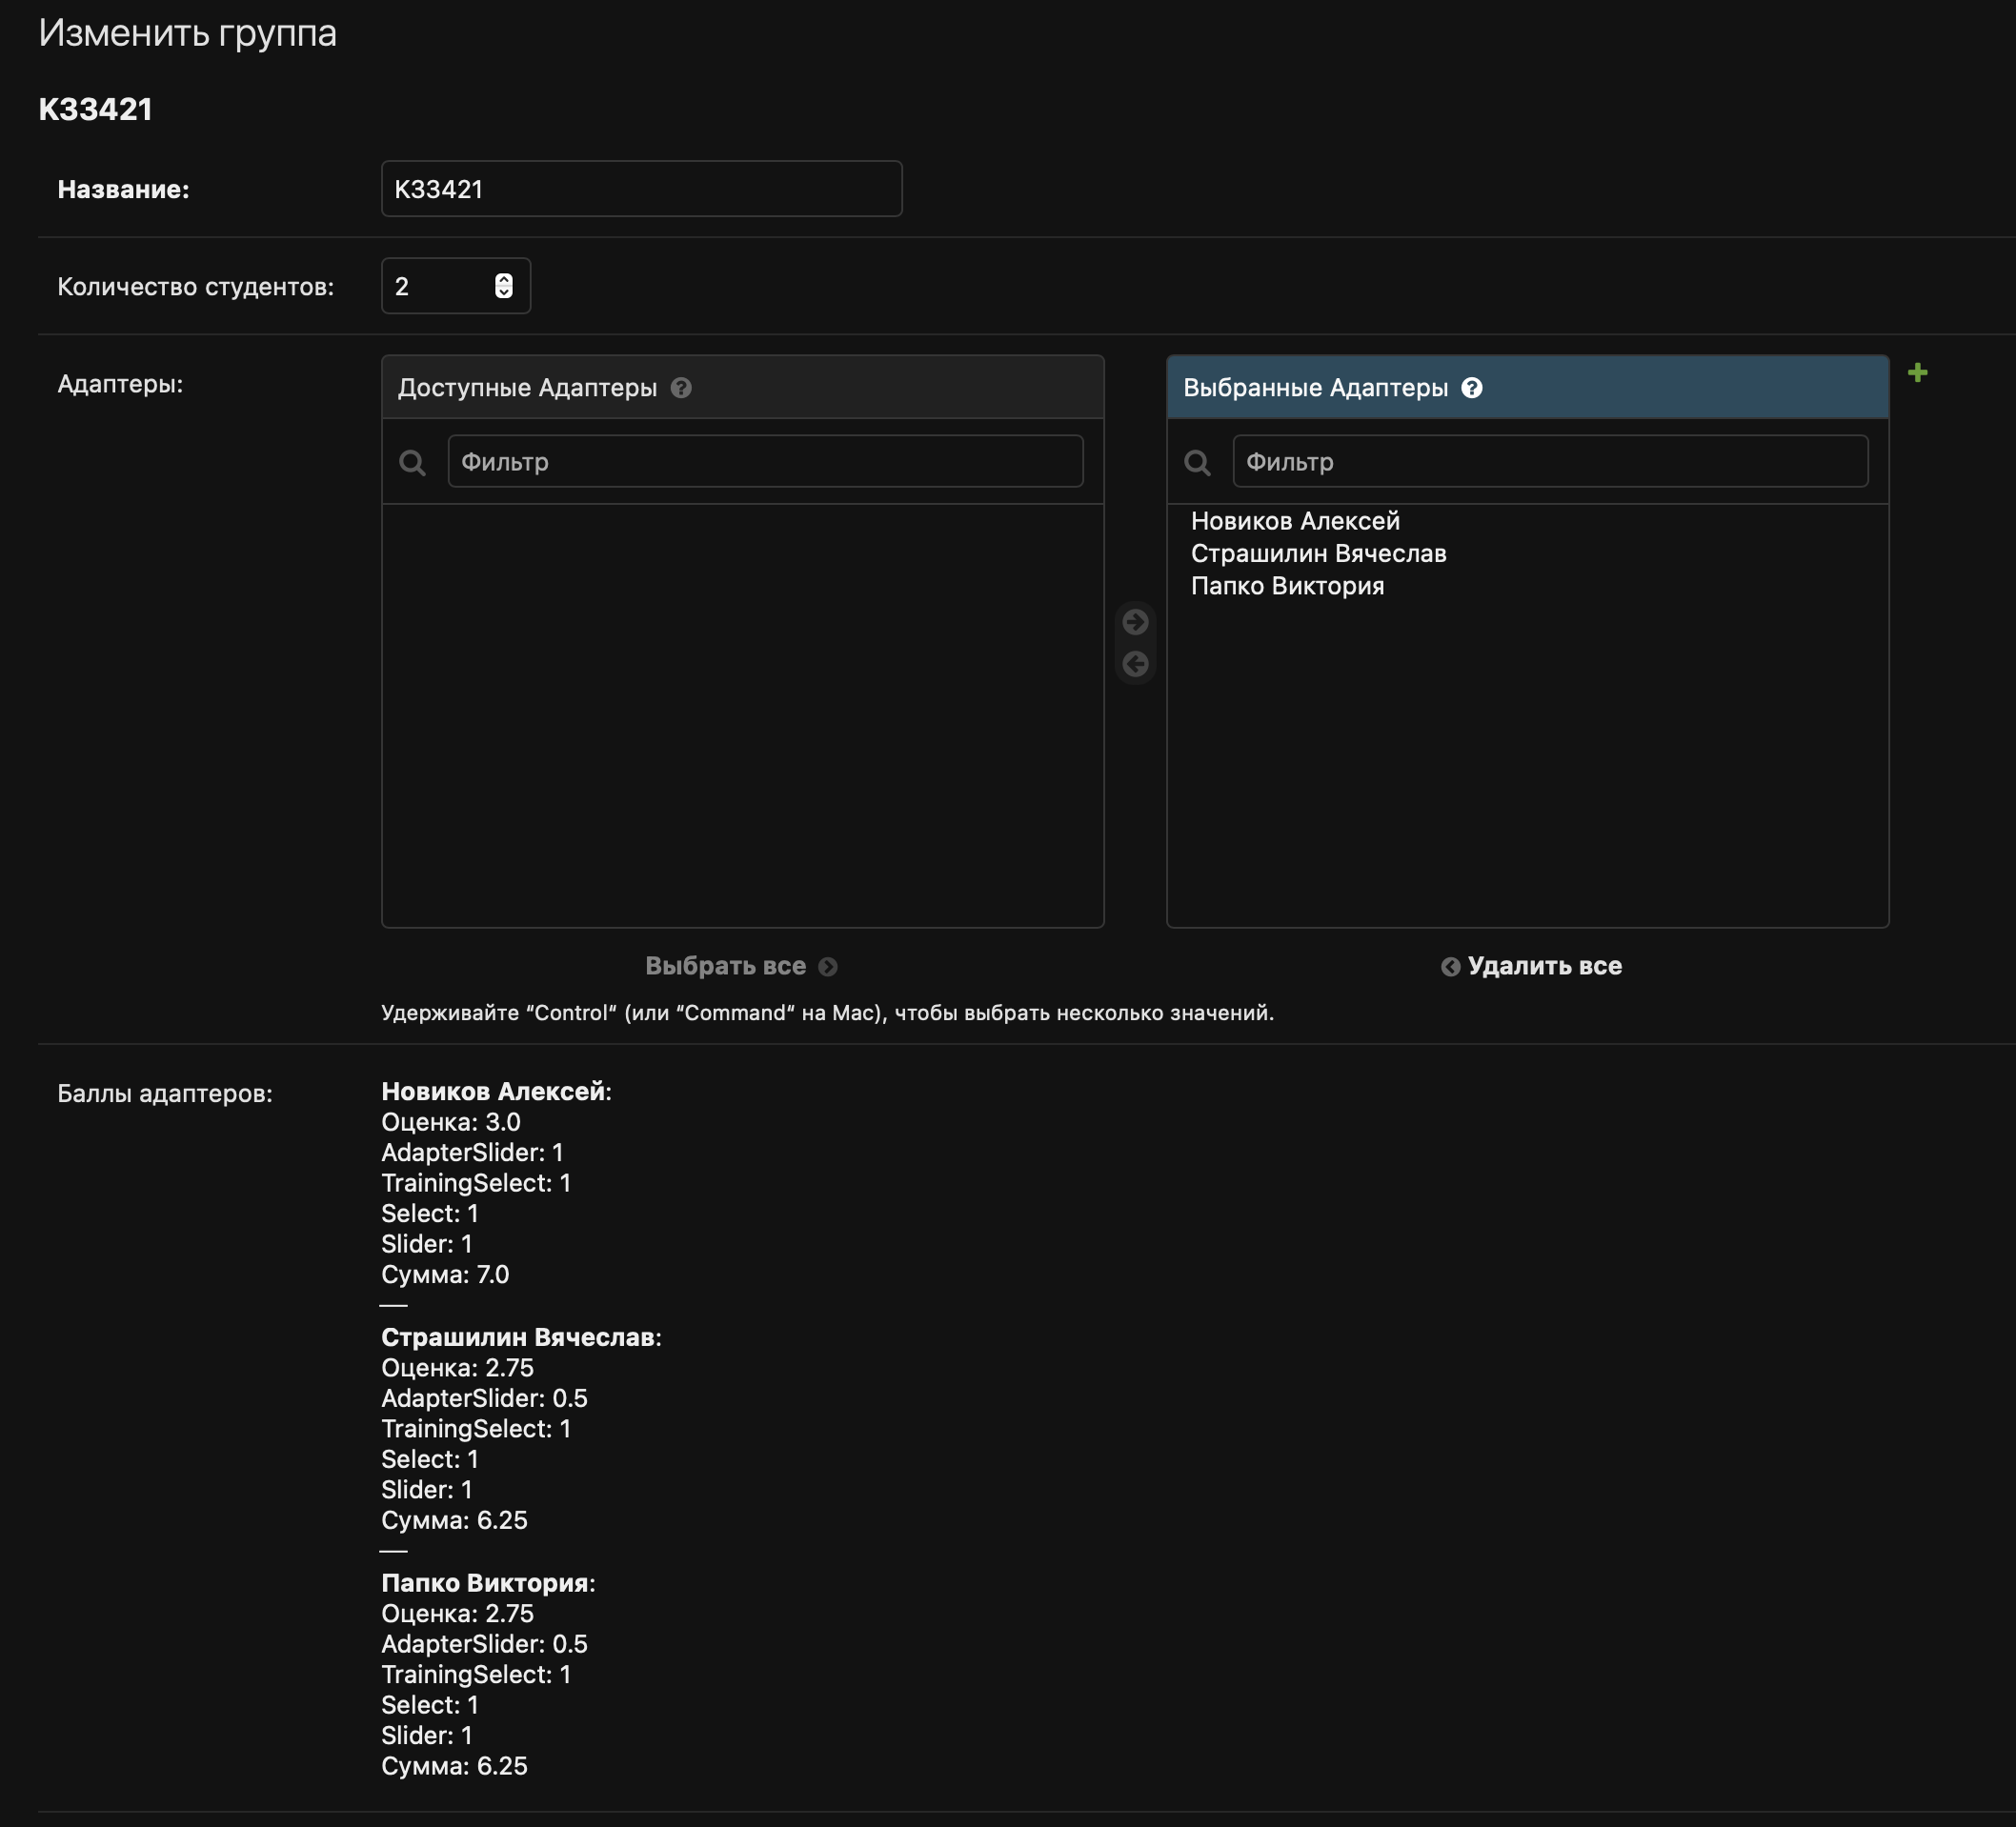 Изменить группа
K33421
Название:
K33421
Количество студентов:
2
Адаптеры:
Доступные Адаптеры ?
Фильтр
Выбрать все
Выбранные Адаптеры ?
Фильтр
Новиков Алексей
Страшилин Вячеслав
Папко Виктория
Удалить все
Удерживайте “Control“ (или “Command“ на Mac), чтобы выбрать несколько значений.
Баллы адаптеров:
Новиков Алексей:
Оценка: 3.0
AdapterSlider: 1
TrainingSelect: 1
Select: 1
Slider: 1
Сумма: 7.0
—
Страшилин Вячеслав:
Оценка: 2.75
AdapterSlider: 0.5
TrainingSelect: 1
Select: 1
Slider: 1
Сумма: 6.25
—
Папко Виктория:
Оценка: 2.75
AdapterSlider: 0.5
TrainingSelect: 1
Select: 1
Slider: 1
Сумма: 6.25